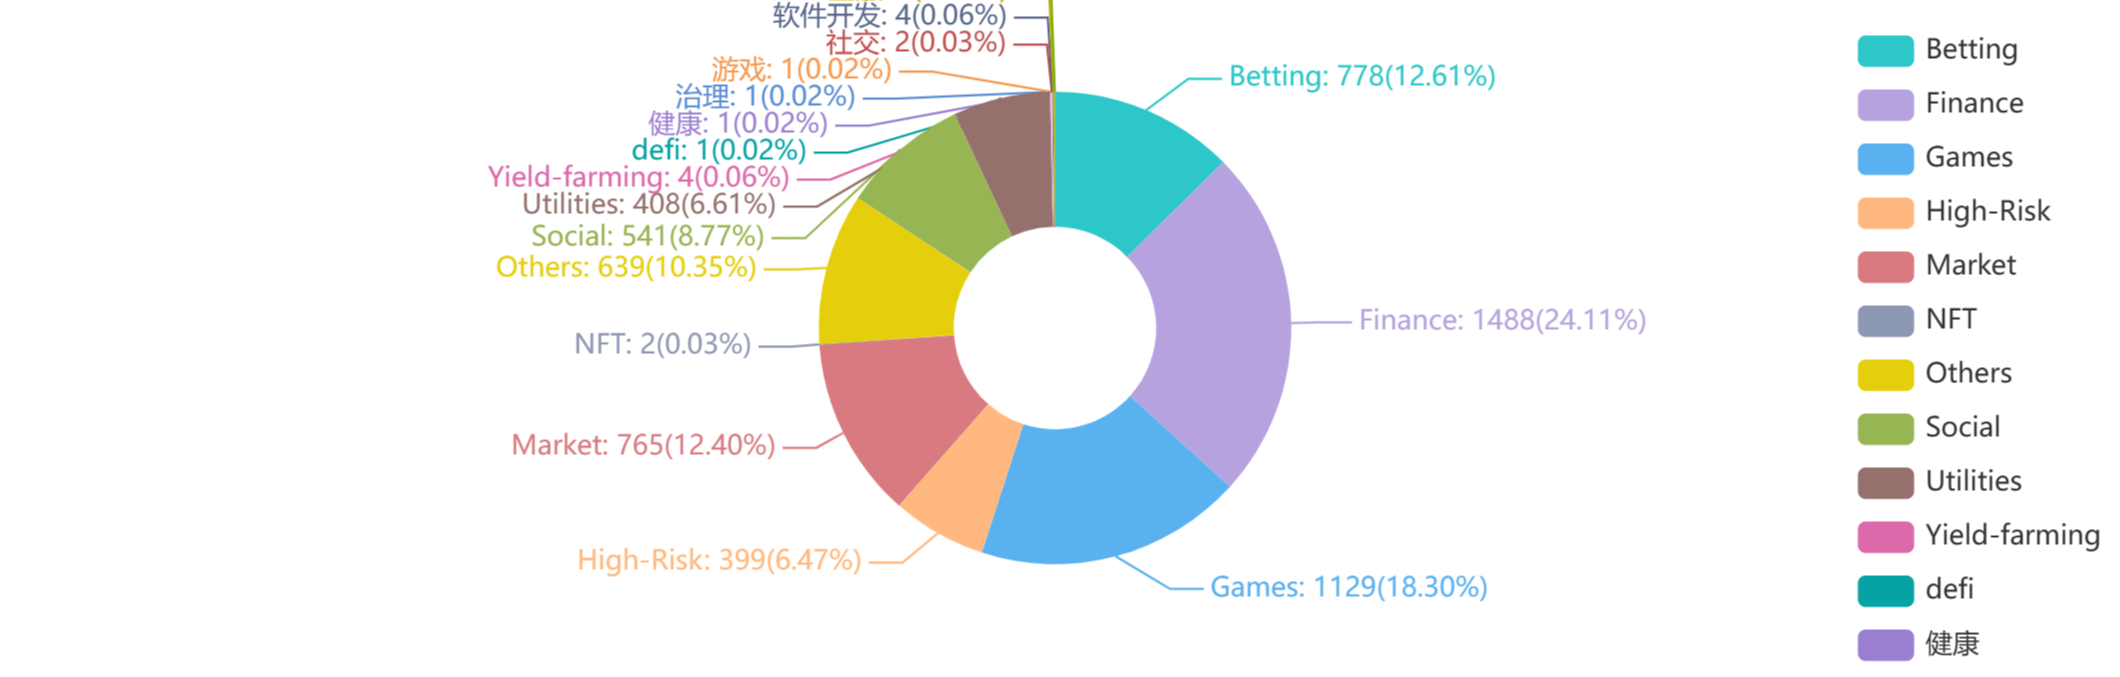 软件开发: 4(0.06%)
社交: 2(0.03%)
游戏: 1(0.02%)
治理: 1(0.02%)
健康: 1(0.02%)
defi: 1(0.02%)
Yield-farming: 4(0.06%)
Utilities: 408(6.61%)
Social: 541(8.77%)
Others: 639(10.35%)
NFT: 2(0.03%)
Market: 765(12.40%)
High-Risk: 399(6.47%)
Betting: 778(12.61%)
Finance: 1488(24.11%)
Games: 1129(18.30%)
Betting
Finance
Games
High-Risk
Market
NFT
Others
Social
Utilities
Yield-farming
defi
健康